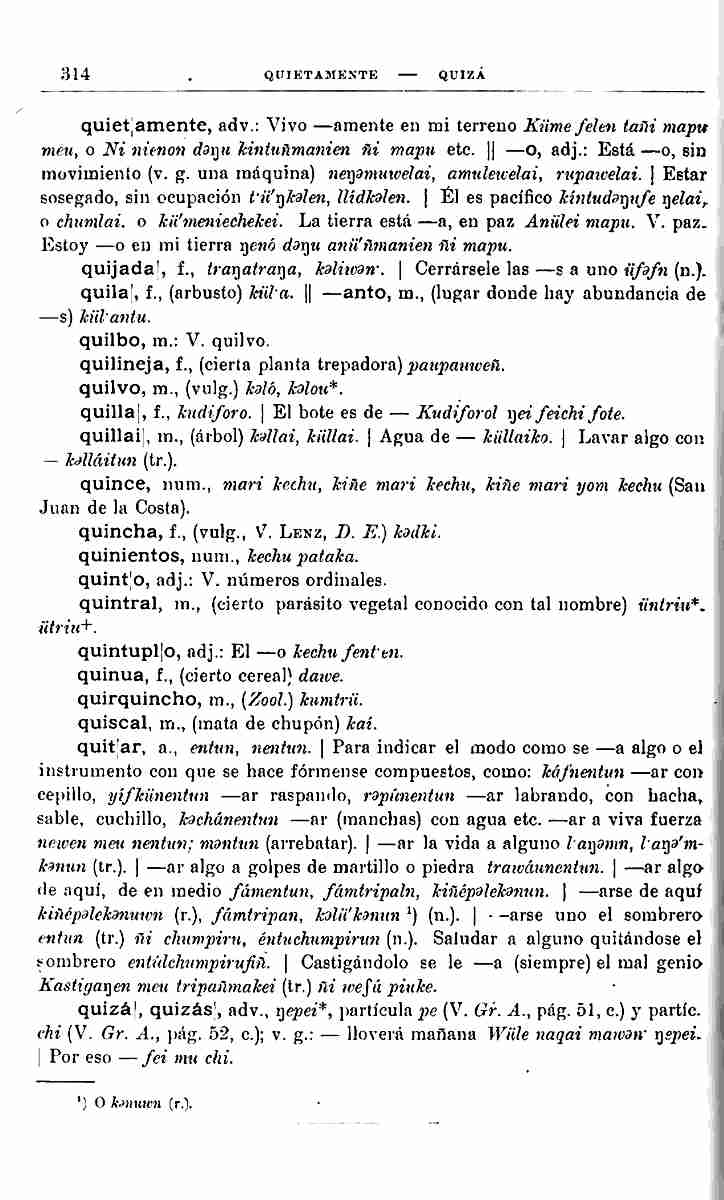 314 QUIETAMENTE — QUIZÁ
quiet¦amente, adv.: Vivo —amente en mi terreno Küme felen tañi mapu
meu, o Ni nienon dəŋu kintuñmanien ñi mapu etc. || —o, adj.: Está —o, sin
movimiento (v. g. una máquina) neŋəmuwelai, amulewelai, rupawelai. | Estar
sosegado, sin ocupación t·ü'ŋkəlen, llidkəlen. | Él es pacífico kintudəŋufe ŋelai,
o chumlai. o kü'meniechekei. La tierra está —a, en paz Anülei mapu. V. paz.
Estoy —o en mi tierra ŋenó dəŋu anü'ñmanien ñi mapu.
quijada¦, f., traŋatraŋa, kəliwən·. | Cerrársele las —s a uno üfəfn (n.).
quila¦, f., (arbusto) kül·a. || —anto, m., (lugar donde hay abundancia de
—s) kül·antu.
quilbo, m.: V. quilvo.
quilineja, f., (cierta planta trepadora) paupauweñ.
quilvo, m., (vulg.) kəló, kəlou*.
quilla|, f., kudiforo. | El bote es de — Kudiforol ŋei feichi fote.
quillai|, m., (árbol) kəllai, küllai. | Agua de — küllaiko. | Lavar algo con
— kəlláitun (tr.).
quince, num., mari kechu, kiñe mari kechu, kiñe mari yom kechu (San
Juan de la Costa).
quincha, f., (vulg., V. LENZ, D. E.) kədki.
quinientos, num., kechu pataka.
quint¦o, adj.: V. números ordinales.
quintral, m., (cierto parásito vegetal conocido con tal nombre) üntriu*.
ütriu+.
quintupl|o, adj.: El —o kechu fent·en.
quinua, f., (cierto cereal) dawe.
quirquincho, m., (Zool.) kumtrü.
quiscal, m., (mata de chupón) kai.
quit¦ar, a., entun, nentun. | Para indicar el modo como se —a algo o el
instrumento con que se hace fórmense compuestos, como: káf'nentun —ar con
cepillo, yífkünentun —ar raspando, rəpúnentun —ar labrando, con hacha,
sable, cuchillo, kəchánentun —ar (manchas) con agua etc. —ar a viva fuerza
newen meu nentun; məntun (arrebatar). | —ar la vida a alguno l·aŋəmn, l·aŋə'm-
kənun (tr.). | —ar algo a golpes de martillo o piedra trawáunentun. | —ar algo
de aquí, de en medio fámentun, fámtripaln, kiñépəlekənun. | —arse de aquí
kiñépəlekənuwn (r.), fámtripan, kəlü'kənun ¹) (n.). | —arse uno el sombrero
entun (tr.) ñi chumpiru, éntuchumpirun (n.). Saludar a alguno quitándose el
sombrero entúlchumpirufiñ. | Castigándolo se le —a (siempre) el mal genio
Kastigaŋen meu tripañmakei (tr.) ñi wefú piuke.
quizá¦, quizás¦, adv., ŋepei*, partícula pe (V. Gr. A., pág. 51, c.) y partíc.
chi (V. Gr. A., pág. 52, c.); v. g.: — lloverá mañana Wüle naqai mawən· ŋepei.
| Por eso — fei mu chi.
¹) O kənuwn (r.).